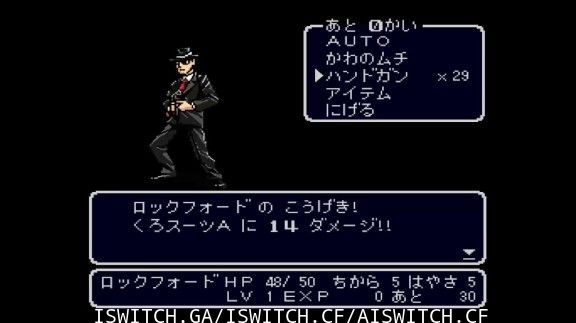 あと 0かい
AUTO
かわのムチ
▶ハンドガン ×29
アイテム
にげる
ロックフォードの こうげき!
くろスーツA に 14 ダメージ!!
ロックフォード HP 48/ 50 ちから 5 はやさ 5
LV 1 EXP 0 あと 30
ISWITCH.GA/ISWITCH.CF/AISWITCH.CF